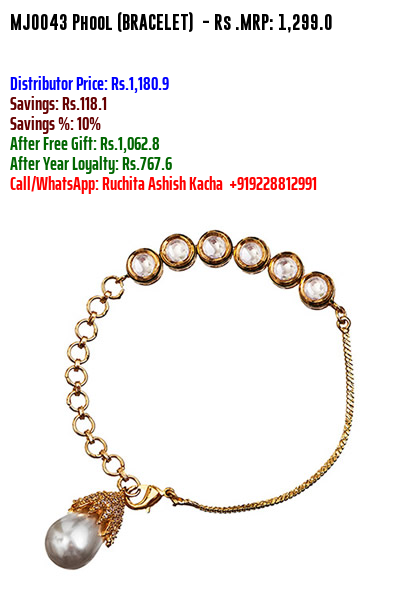 MJ0043 Phool (BRACELET) - Rs .MRP: 1,299.0
Distributor Price: Rs.1,180.9
Savings: Rs.118.1
Savings %: 10%
After Free Gift: Rs.1,062.8
After Year Loyalty: Rs.767.6
Call/WhatsApp: Ruchita Ashish Kacha +919228812991